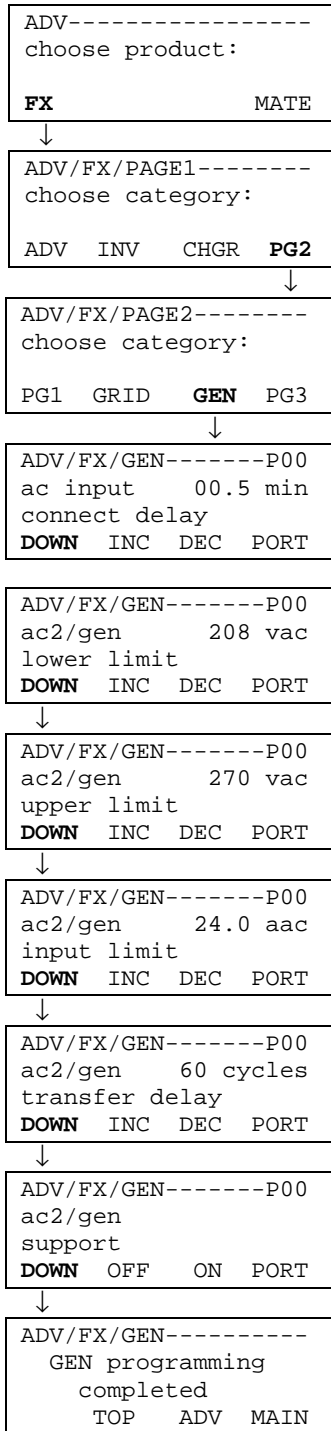 ADV-----------------
choose product:
FX MATE
↓
ADV/FX/PAGE1--------
choose category:
ADV INV CHGR PG2
↓
ADV/FX/PAGE2--------
choose category:
PG1 GRID GEN PG3
↓
ADV/FX/GEN-------P00
ac input 00.5 min
connect delay
DOWN INC DEC PORT
ADV/FX/GEN-------P00
ac2/gen 208 vac
lower limit
DOWN INC DEC PORT
↓
ADV/FX/GEN-------P00
ac2/gen 270 vac
upper limit
DOWN INC DEC PORT
↓
ADV/FX/GEN-------P00
ac2/gen 24.0 aac
input limit
DOWN INC DEC PORT
↓
ADV/FX/GEN-------P00
ac2/gen 60 cycles
transfer delay
DOWN INC DEC PORT
↓
ADV/FX/GEN-------P00
ac2/gen
support
DOWN OFF ON PORT
↓
ADV/FX/GEN----------
GEN programming
completed
TOP ADV MAIN